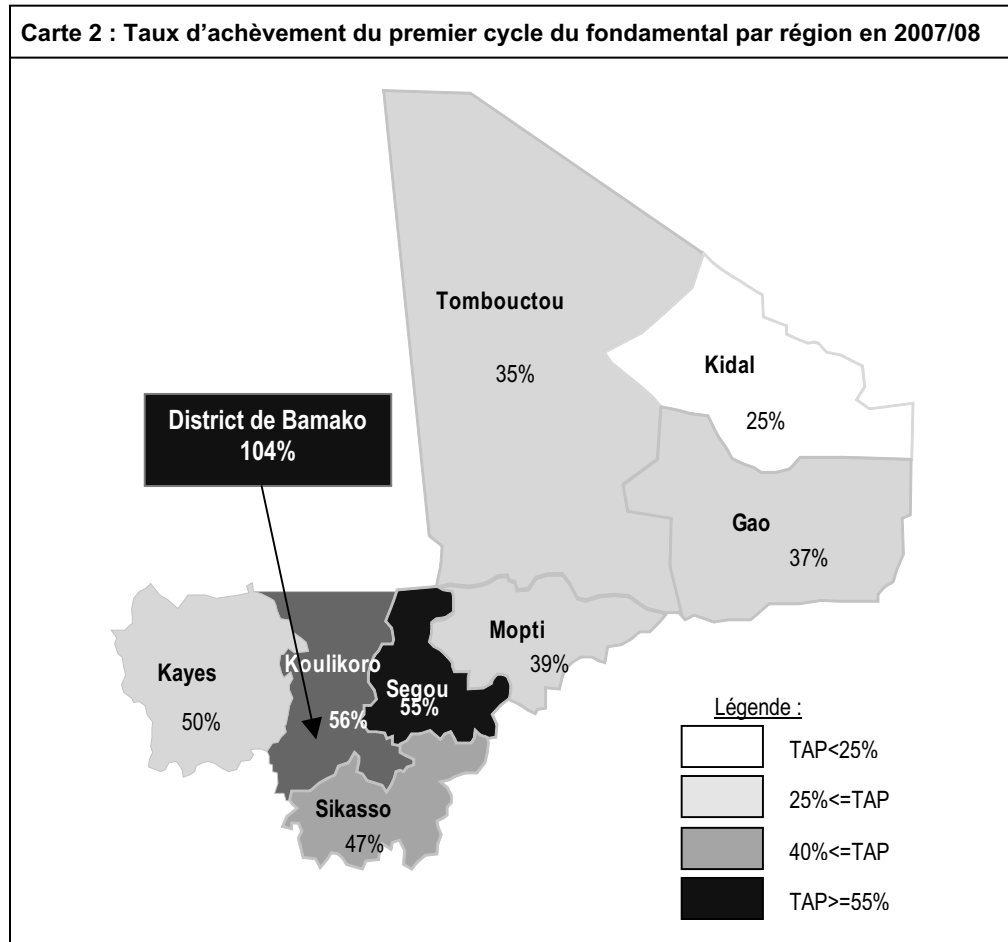 Carte 2 : Taux d’achèvement du premier cycle du fondamental par région en 2007/08
Tombouctou
35%
Kidal
25%
District de Bamako
104%
Gao
37%
Mopti
39%
Kayes
50%
Koulikoro
56%
Segou
55%
Sikasso
47%
Légende :
TAP<25%
25%<=TAP
40%<=TAP
TAP>=55%